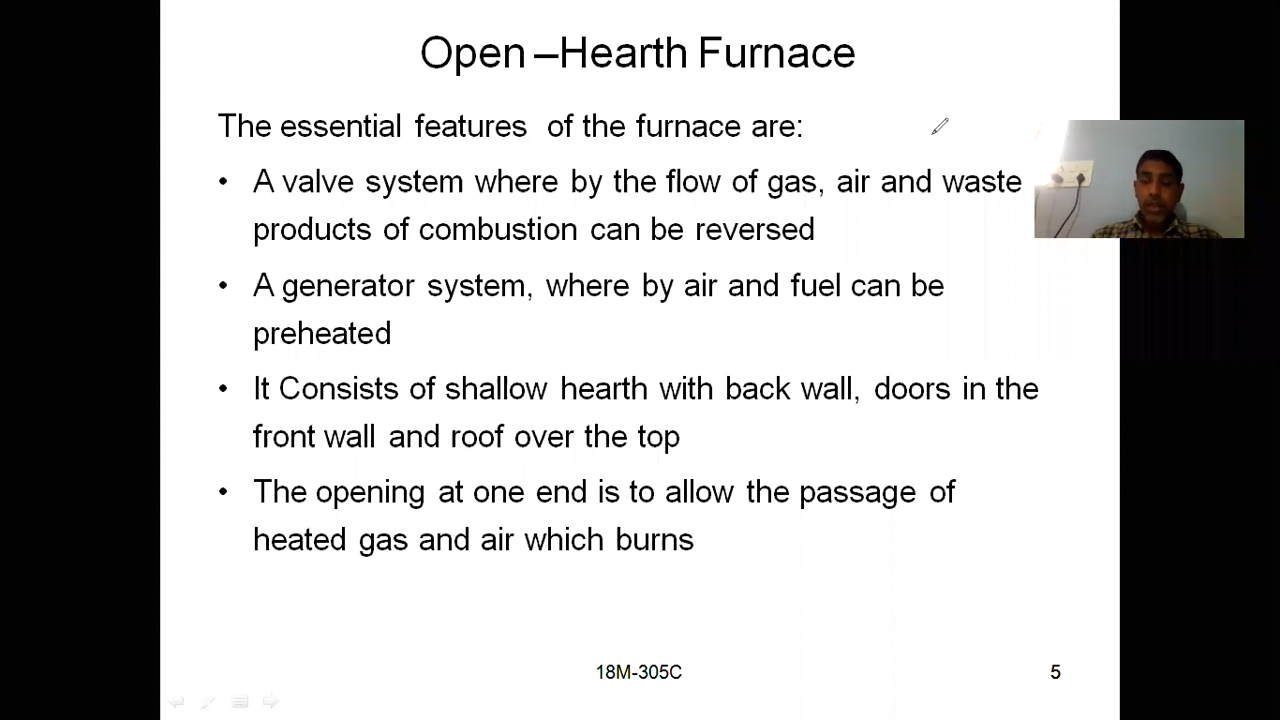 Open –Hearth Furnace
The essential features of the furnace are:
• A valve system where by the flow of gas, air and waste
products of combustion can be reversed
• A generator system, where by air and fuel can be
preheated
• It Consists of shallow hearth with back wall, doors in the
front wall and roof over the top
• The opening at one end is to allow the passage of
heated gas and air which burns
18M-305C
5